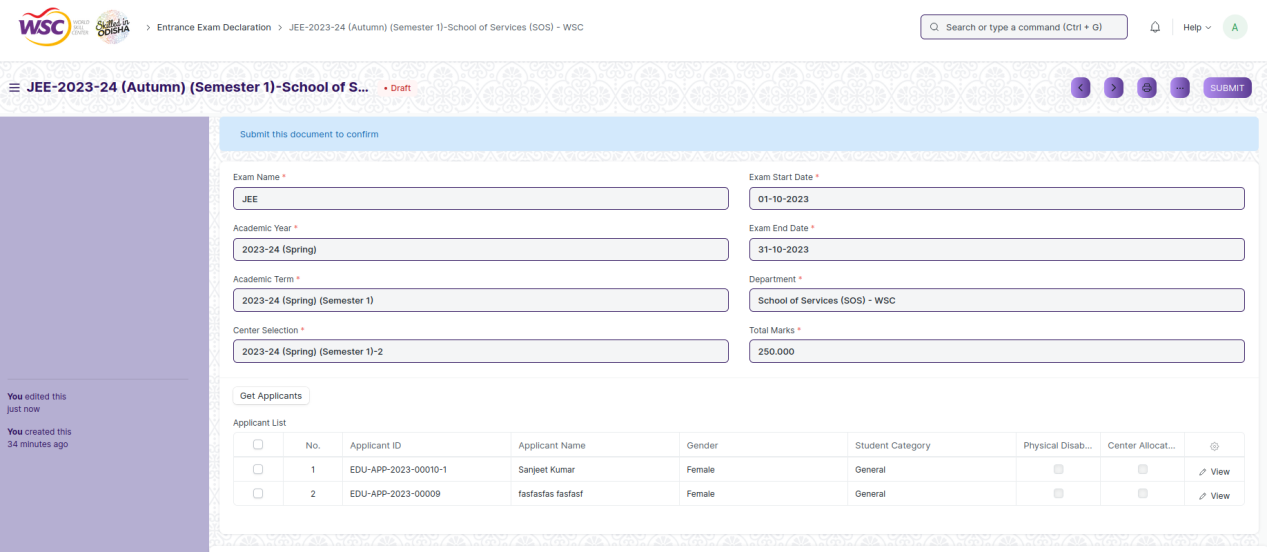 WSC WORLD SKILL CENTER Skilled in ODISHA > Entrance Exam Declaration > JEE-2023-24 (Autumn) (Semester 1)-School of Services (SOS) - WSC Search or type a command (Ctrl + G) Help A
JEE-2023-24 (Autumn) (Semester 1)-School of S... • Draft < > ... SUBMIT
Submit this document to confirm
Exam Name * Exam Start Date *
JEE 01-10-2023
Academic Year * Exam End Date *
2023-24 (Spring) 31-10-2023
Academic Term * Department *
2023-24 (Spring) (Semester 1) School of Services (SOS) - WSC
Center Selection * Total Marks *
2023-24 (Spring) (Semester 1)-2 250.000
You edited this
just now
You created this
34 minutes ago
Get Applicants
Applicant List
No. Applicant ID Applicant Name Gender Student Category Physical Disab... Center Allocat...
1 EDU-APP-2023-00010-1 Sanjeet Kumar Female General View
2 EDU-APP-2023-00009 fasfasfas fasfasf Female General View